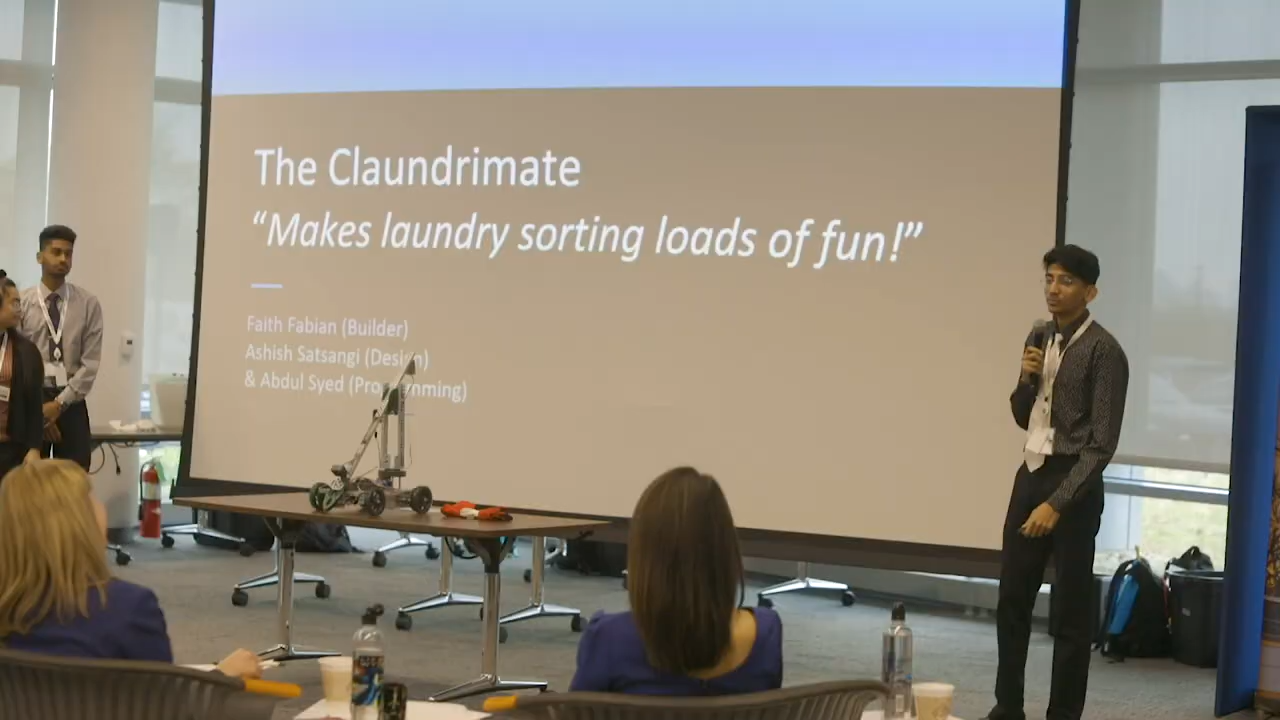 The Claundrimate
“Makes laundry sorting loads of fun!”
Faith Fabian (Builder)
Ashish Satsangi (Design)
& Abdul Syed (Programming)